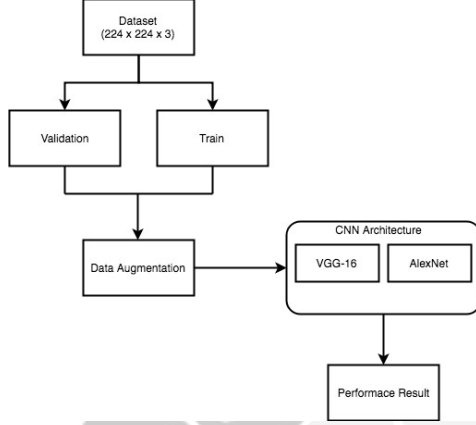 Dataset
(224 x 224 x 3)
Validation
Train
Data Augmentation
CNN Architecture
VGG-16
AlexNet
Performace Result